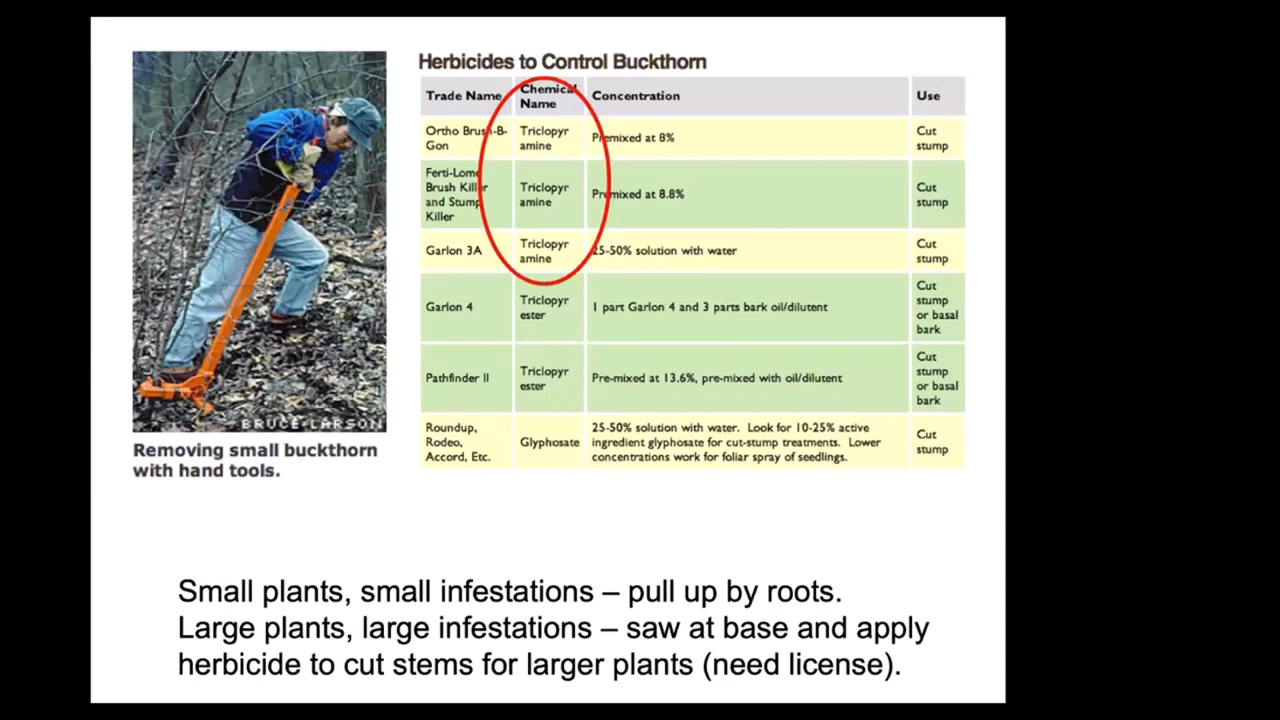 Herbicides to Control Buckthorn
Trade Name
Chemical
Name
Concentration
Use
Ortho Brush-B-
Gon
Triclopyr
amine
Premixed at 8%
Cut
stump
Ferti-Lome
Brush Killer
and Stump
Killer
Triclopyr
amine
Premixed at 8.8%
Cut
stump
Garlon 3A
Triclopyr
amine
25-50% solution with water
Cut
stump
Garlon 4
Triclopyr
ester
1 part Garlon 4 and 3 parts bark oil/dilutent
Cut
stump
or basal
bark
Pathfinder II
Triclopyr
ester
Pre-mixed at 13.6%, pre-mixed with oil/dilutent
Cut
stump
or basal
bark
Roundup,
Rodeo,
Accord, Etc.
Glyphosate
25-50% solution with water. Look for 10-25% active
ingredient glyphosate for cut-stump treatments. Lower
concentrations work for foliar spray of seedlings.
Cut
stump
BRUCE LARSON
Removing small buckthorn
with hand tools.
Small plants, small infestations – pull up by roots.
Large plants, large infestations – saw at base and apply
herbicide to cut stems for larger plants (need license).